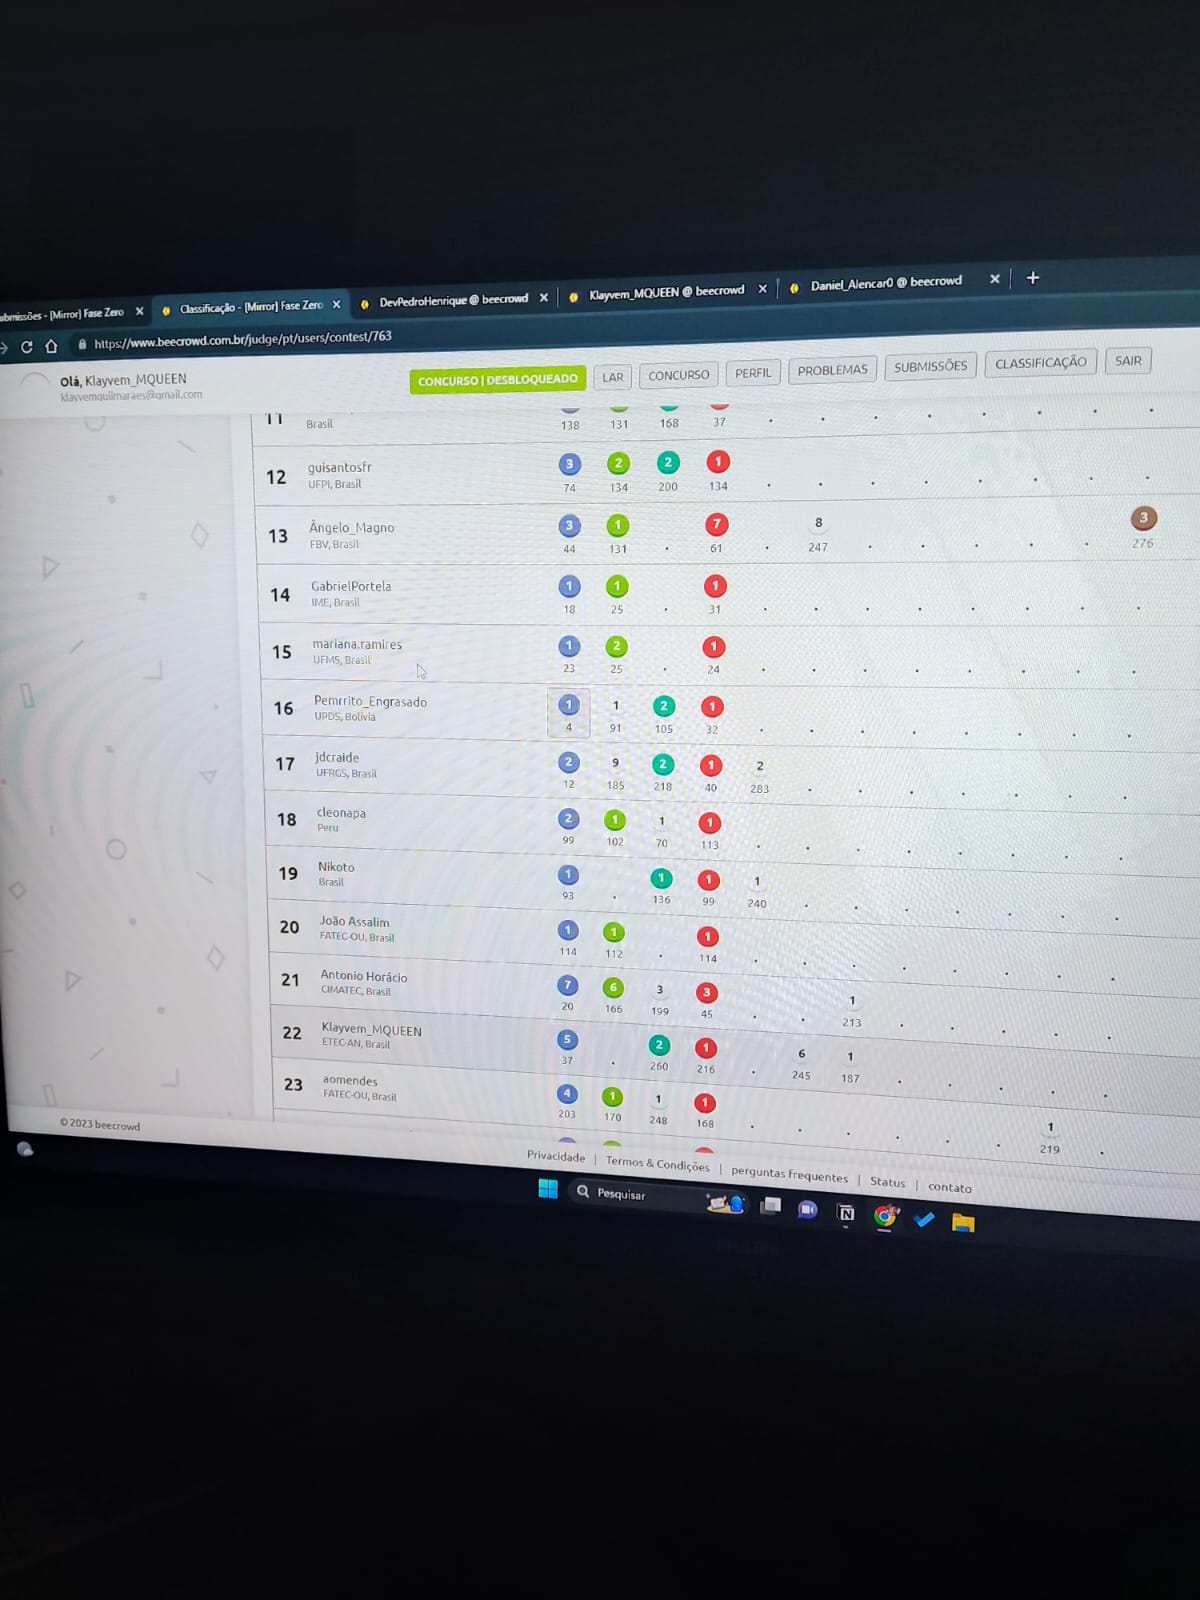 ubmissões - [Mirror] Fase Zero
Classificação - [Mirror] Fase Zero
DevPedroHenrique @ beecrowd
Klayvem_MQUEEN @ beecrowd
Daniel_Alencar0 @ beecrowd
https://www.beecrowd.com.br/judge/pt/users/contest/763
Olá, Klayvem_MQUEEN
klayvemguiimaraes@gmail.com
CONCURSO | DESBLOQUEADO
LAR
CONCURSO
PERFIL
PROBLEMAS
SUBMISSÕES
CLASSIFICAÇÃO
SAIR
11 Brasil
138 131 168 37 . . . . . . . .
12 guisantosfr 3 2 2 1
UFPI, Brasil 74 134 200 134 . . . . . . . .
13 Ângelo_Magno 3 1 7 8 3
FBV, Brasil 44 131 . 61 . 247 . . . . . 276
14 GabrielPortela 1 1 1
IME, Brasil 18 25 . 31 . . . . . . . .
15 mariana.ramires 1 2 1
UFMS, Brasil 23 25 . 24 . . . . . . . .
16 Pemrrito_Engrasado 1 1 2 1
UPDS, Bolivia 4 91 105 32 . . . . . . . .
17 jdcraide 2 9 2 1 2
UFRGS, Brasil 12 185 218 40 283 . . . . . . .
18 cleonapa 2 1 1 1
Peru 99 102 70 113 . . . . . . . .
19 Nikoto 1 1 1 1
Brasil 93 . 136 99 240 . . . . . . .
20 João Assalim 1 1 1
FATEC-OU, Brasil 114 112 . 114 . . . . . . . .
21 Antonio Horácio 7 6 3 3 1
CIMATEC, Brasil 20 166 199 45 . . 213 . . . . .
22 Klayvem_MQUEEN 5 2 1 6 1
ETEC-AN, Brasil 37 . 260 216 . 245 187 . . . . .
23 aomendes 4 1 1 1 1
FATEC-OU, Brasil 203 170 248 168 . . . . . . 219 .
© 2023 beecrowd
Privacidade | Termos & Condições | perguntas frequentes | Status | contato
Pesquisar